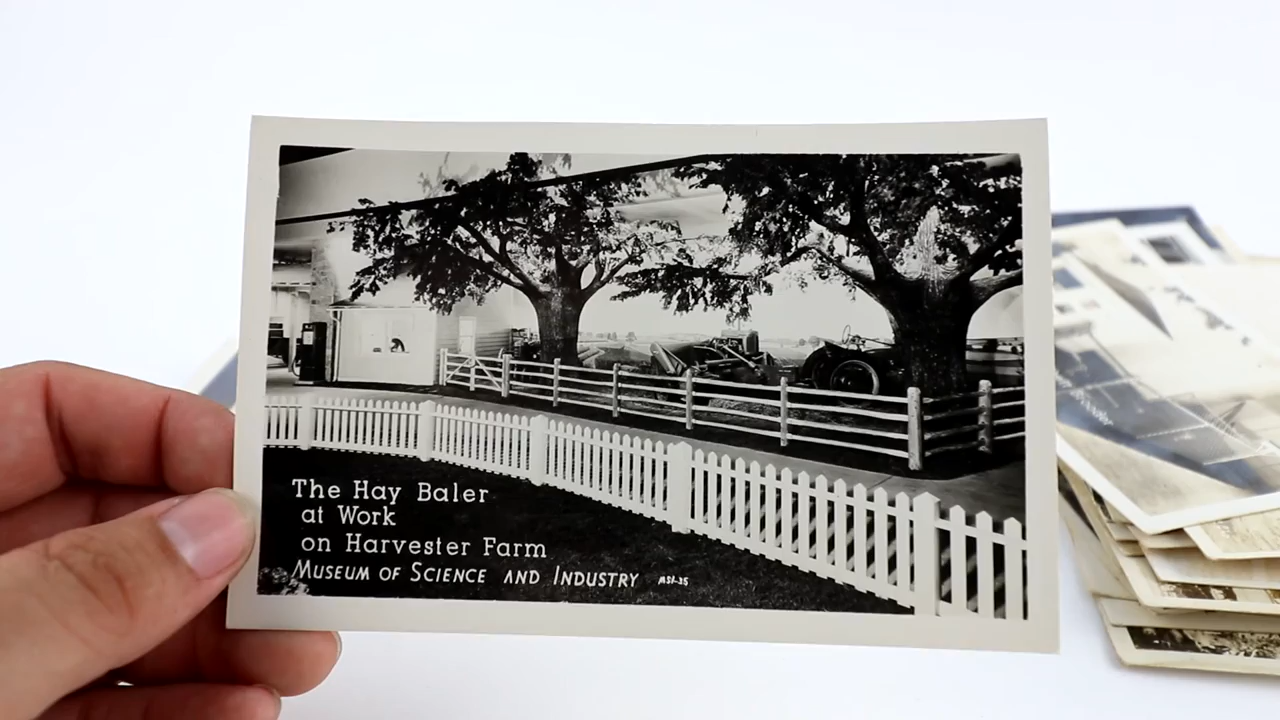 The Hay Baler
at Work
on Harvester Farm
MUSEUM OF SCIENCE AND INDUSTRY MSI-35